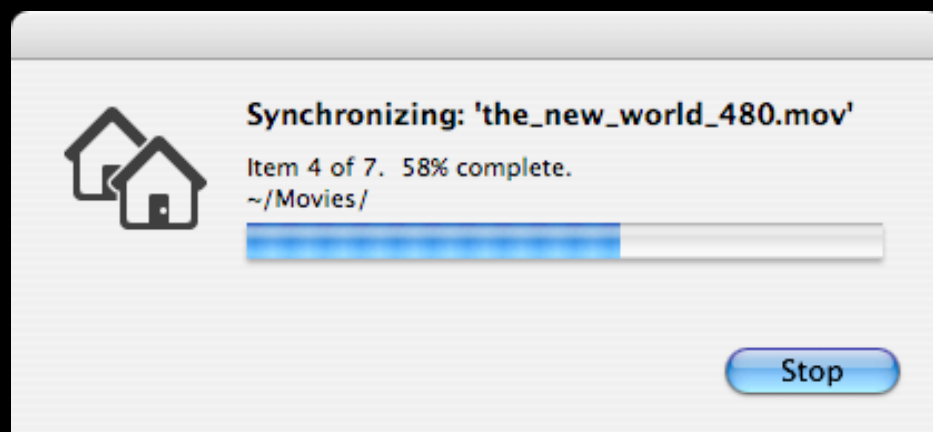 Synchronizing: 'the_new_world_480.mov'
Item 4 of 7.  58% complete.
~/Movies/
Stop